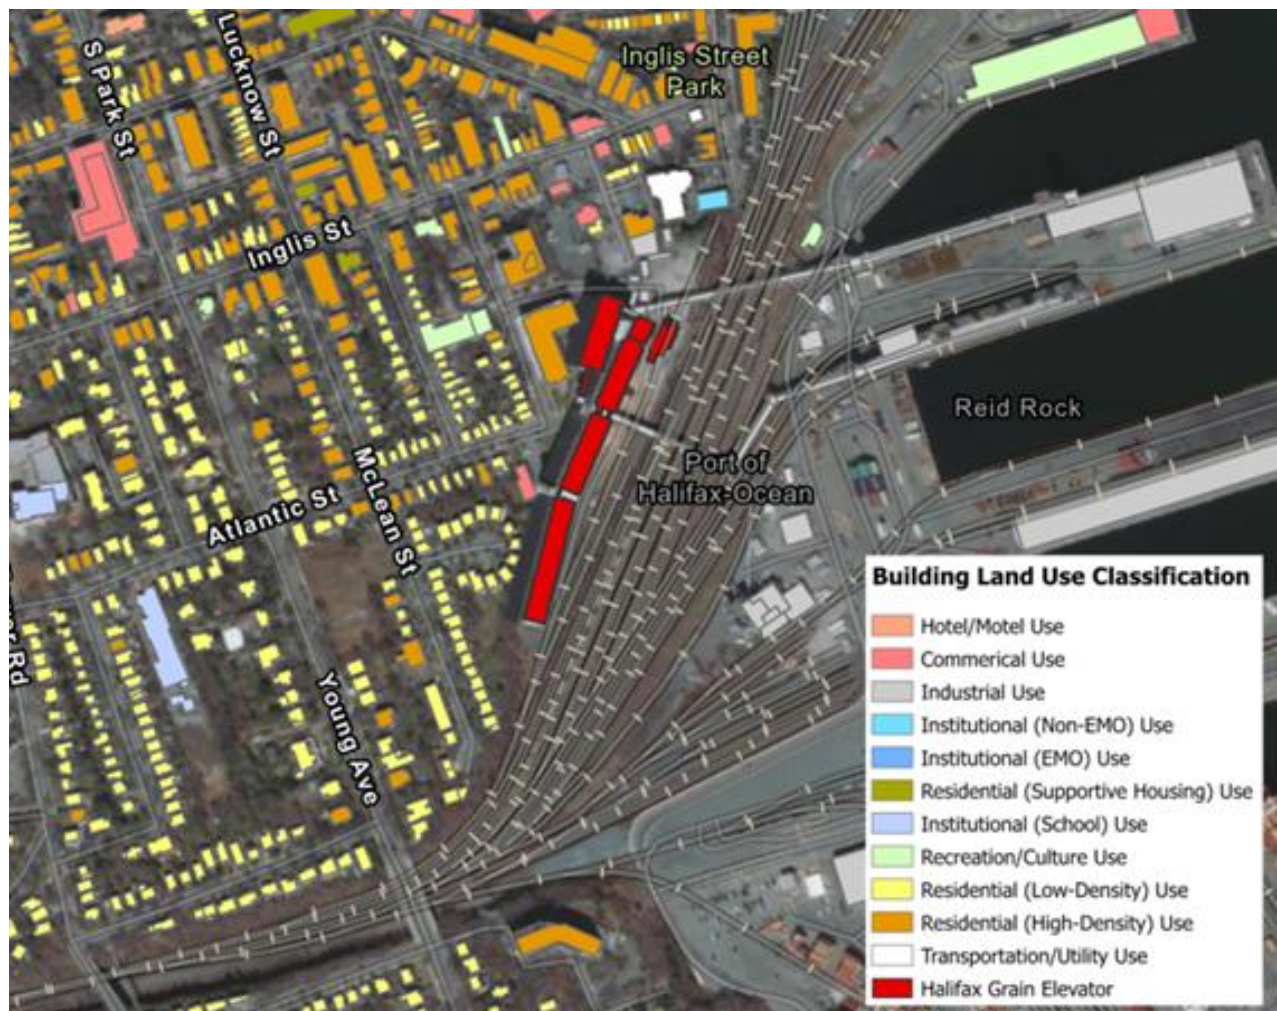 S Park St
Lucknow St
Inglis Street
Park
Inglis St
Reid Rock
McLean St
Port of
Halifax-Ocean
Atlantic St
Rd
Young Ave
Building Land Use Classification
Hotel/Motel Use
Commerical Use
Industrial Use
Institutional (Non-EMO) Use
Institutional (EMO) Use
Residential (Supportive Housing) Use
Institutional (School) Use
Recreation/Culture Use
Residential (Low-Density) Use
Residential (High-Density) Use
Transportation/Utility Use
Halifax Grain Elevator